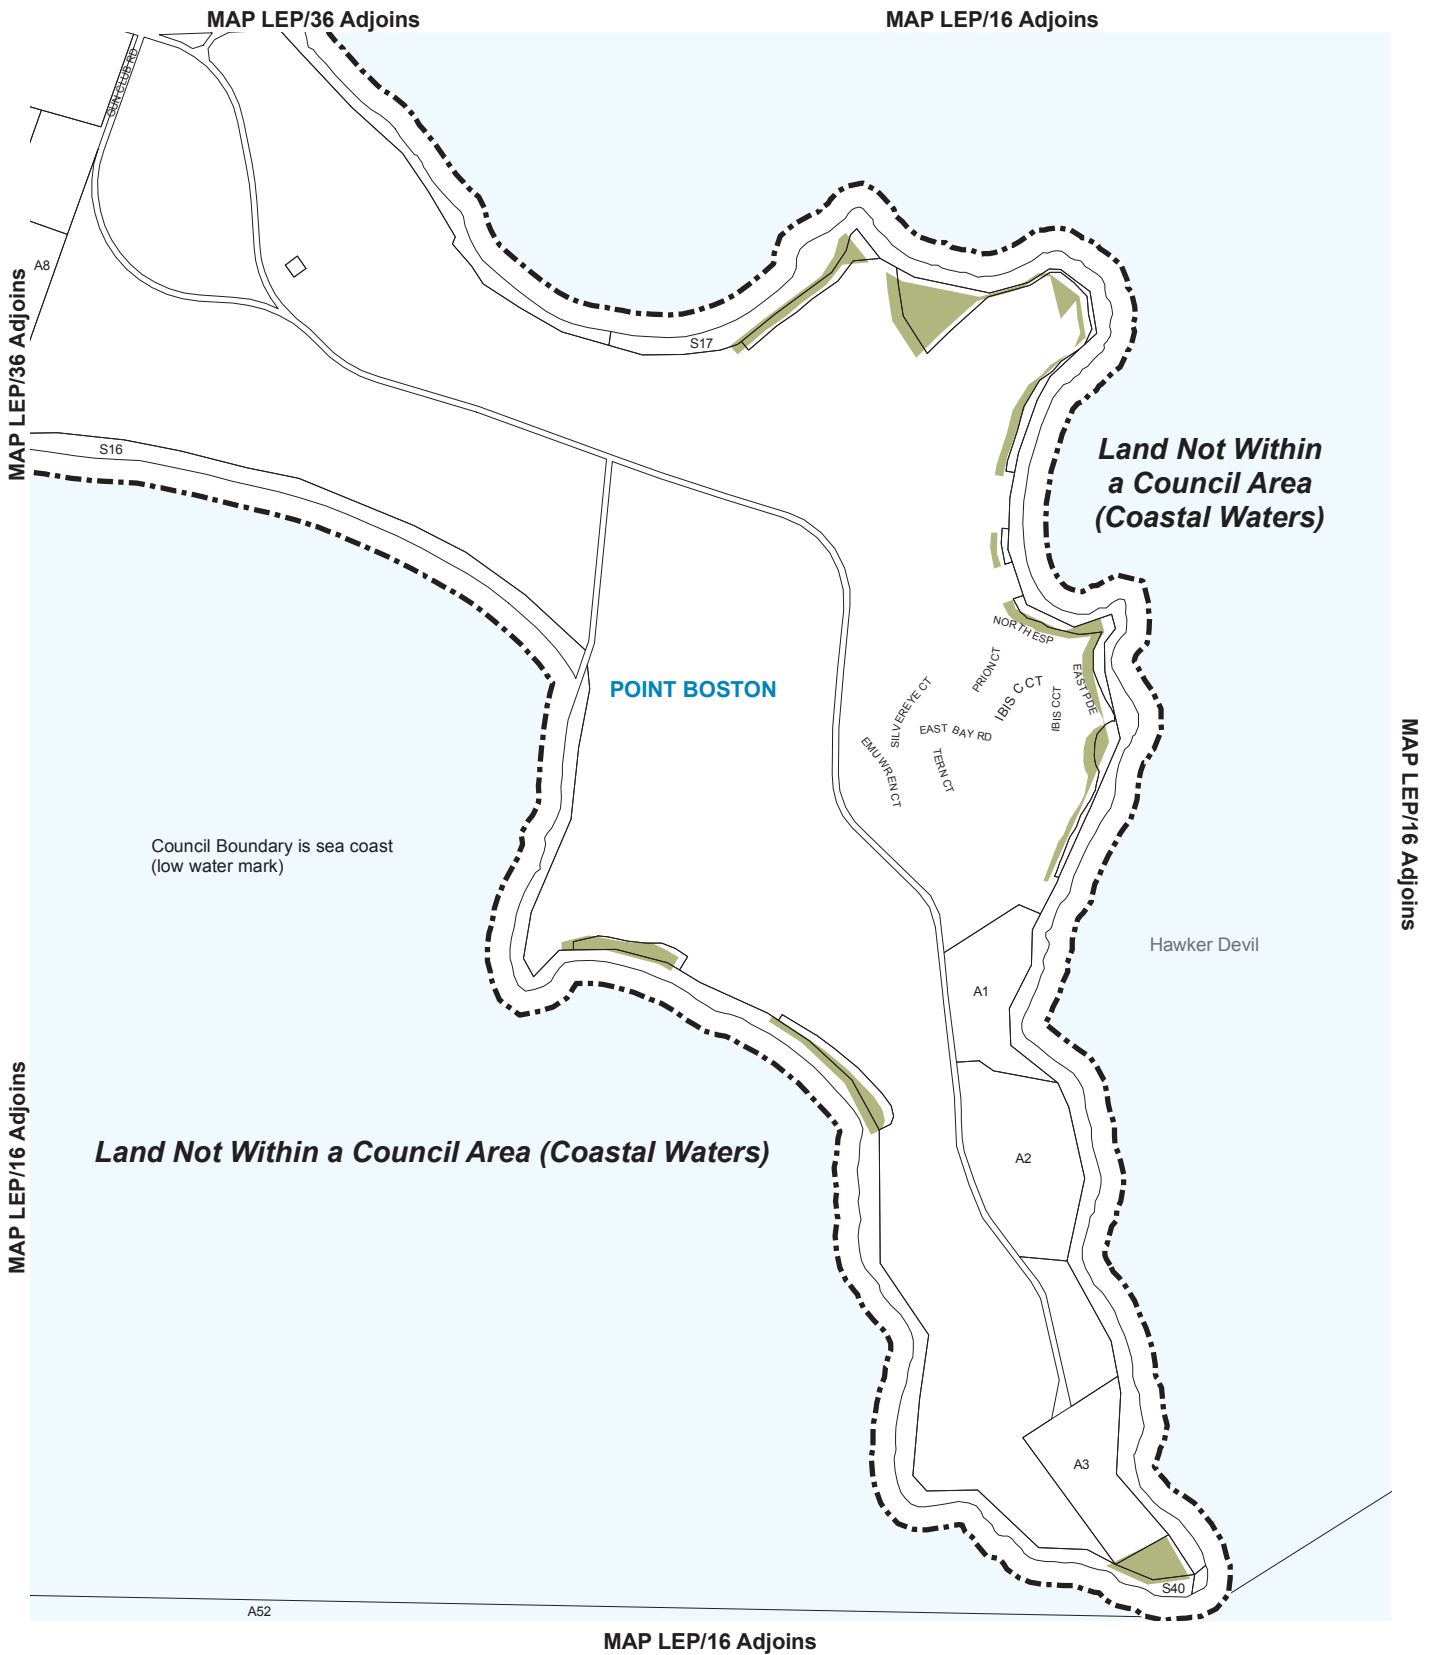 MAP LEP/36 Adjoins
MAP LEP/16 Adjoins
GUN CLUB RD
A8
MAP LEP/36 Adjoins
S17
S16
Land Not Within
a Council Area
(Coastal Waters)
NORTH ESP
PRION CT
EAST PDE
IBIS CCT
IBIS CCT
SILVEREYE CT
POINT BOSTON
EAST BAY RD
EMU WREN CT
TERN CT
MAP LEP/16 Adjoins
Council Boundary is sea coast
(low water mark)
Hawker Devil
A1
MAP LEP/16 Adjoins
Land Not Within a Council Area (Coastal Waters)
A2
A3
S40
A52
MAP LEP/16 Adjoins